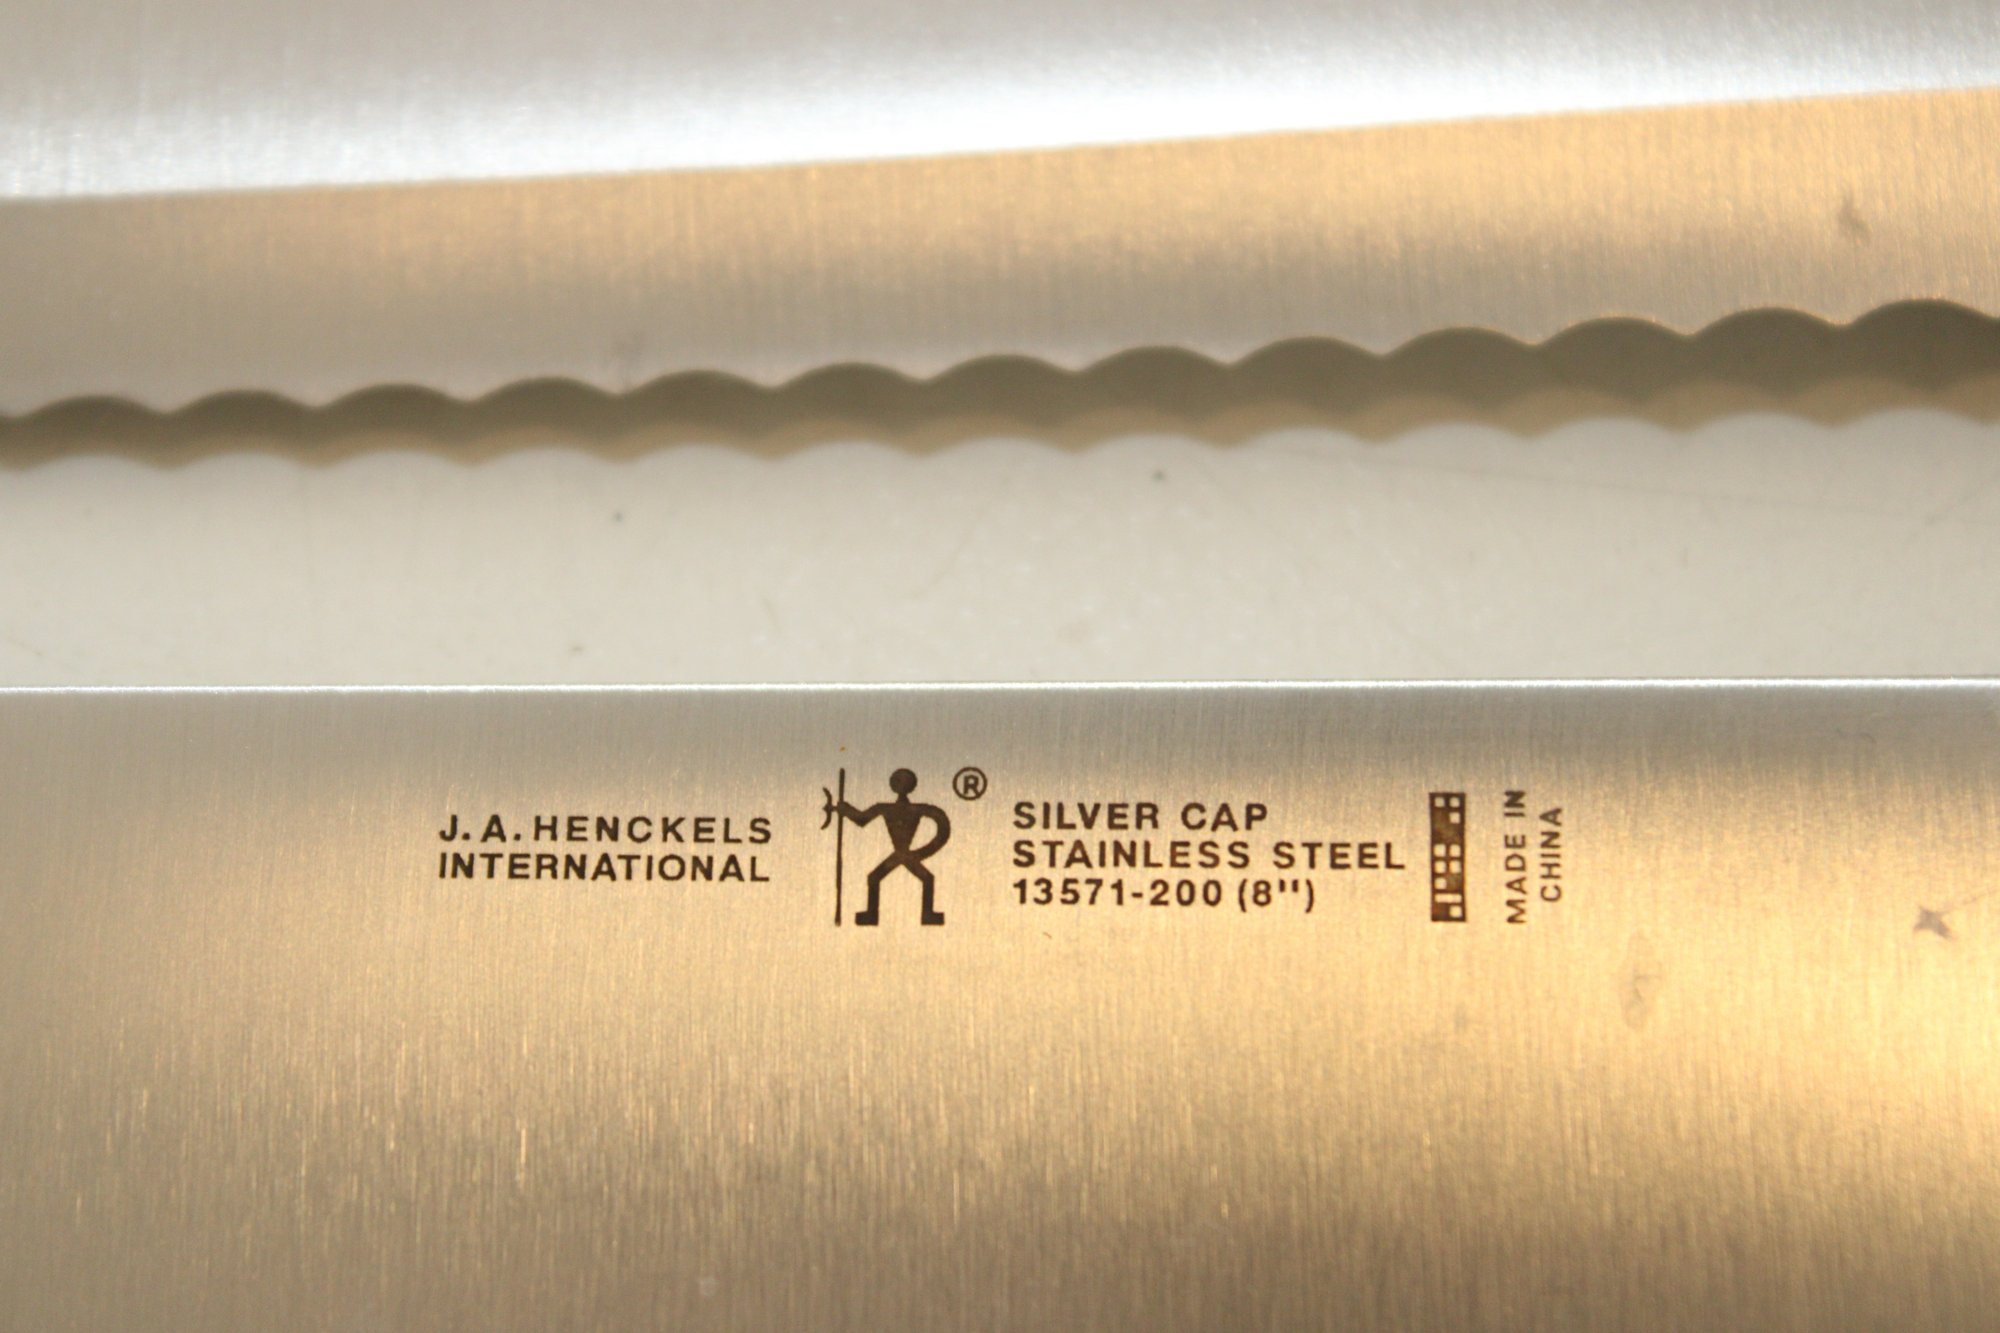 J.A.HENCKELS
INTERNATIONAL
®
SILVER CAP
STAINLESS STEEL
13571-200 (8")
MADE IN
CHINA